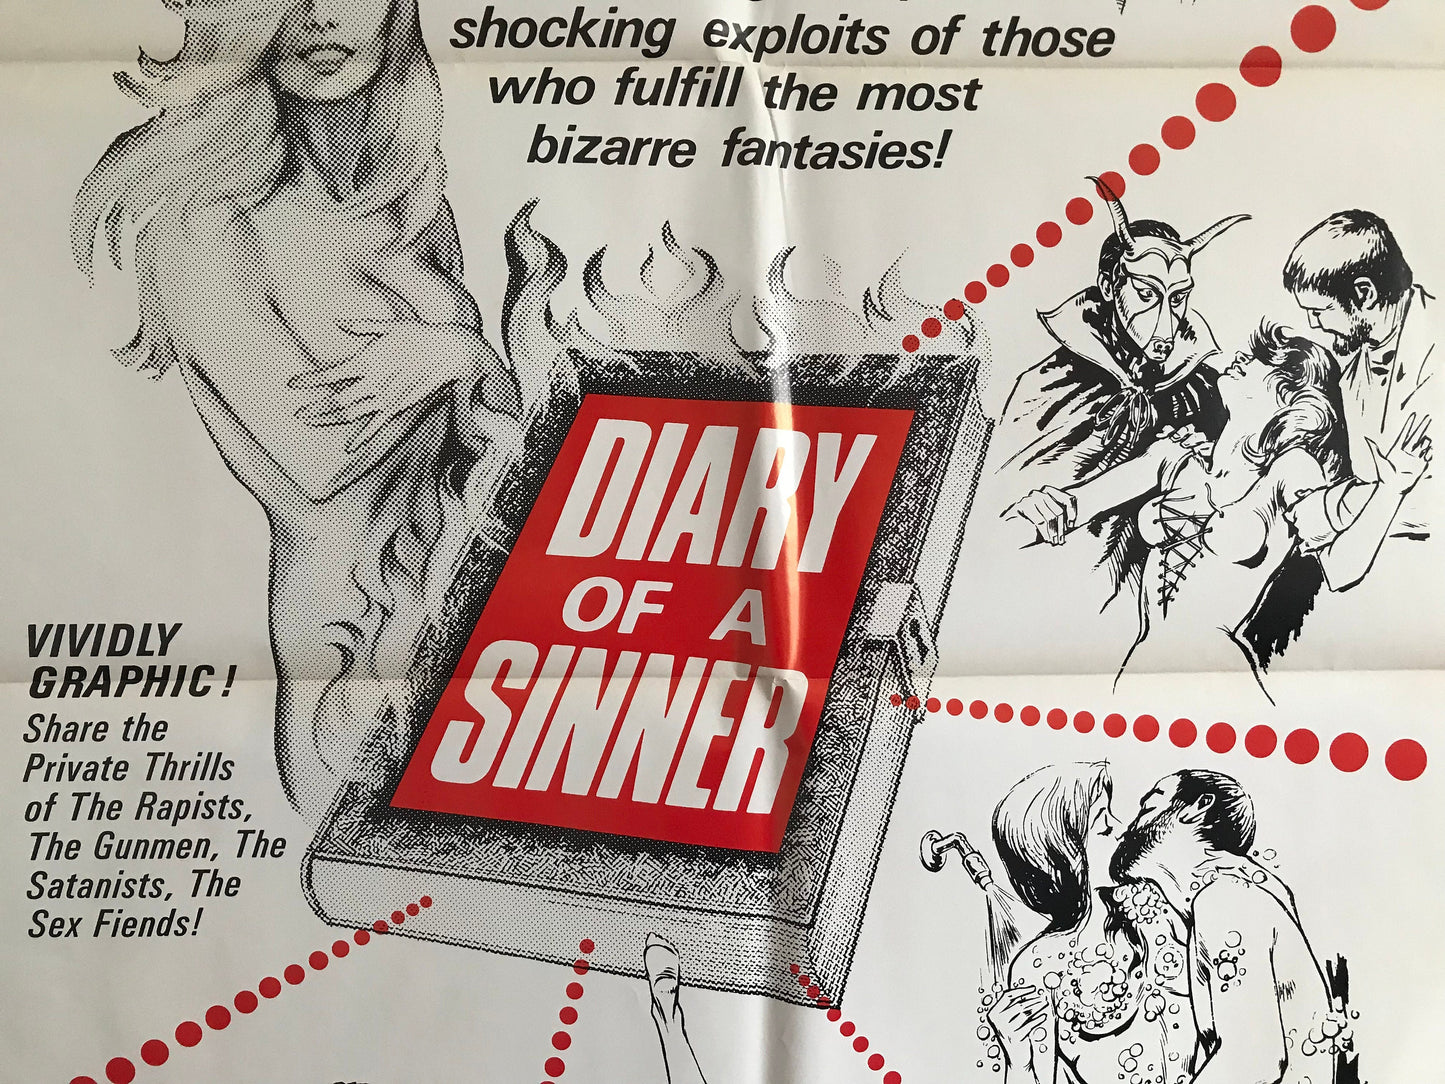 shocking exploits of those
who fulfill the most
bizarre fantasies!
DIARY
OF A
SINNER
VIVIDLY
GRAPHIC!
Share the
Private Thrills
of The Rapists,
The Gunmen, The
Satanists, The
Sex Fiends!